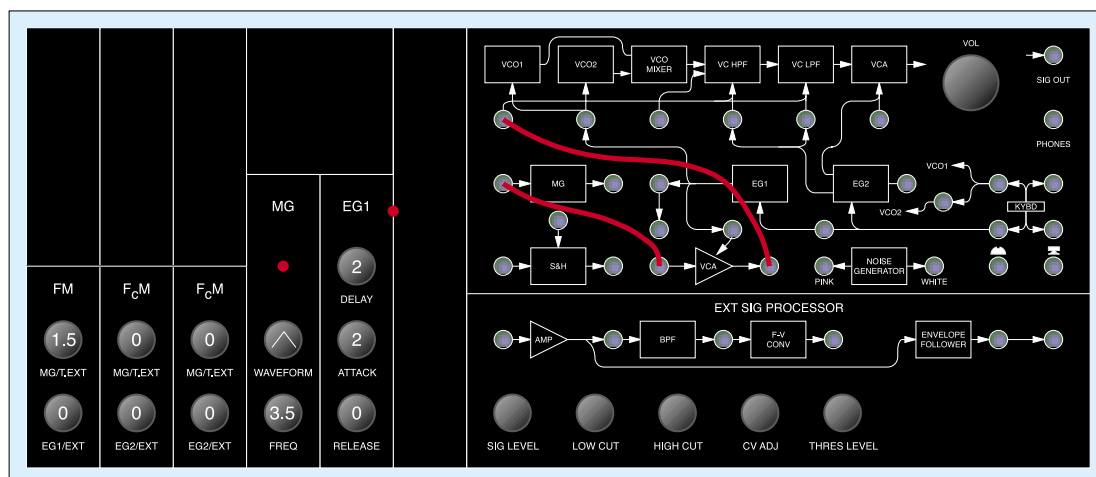 MG
EG1
2
DELAY
FM
FCM
FCM
1.5
0
0
2
MG/T.EXT
MG/T.EXT
MG/T.EXT
WAVEFORM
ATTACK
0
0
0
3.5
0
EG1/EXT
EG2/EXT
EG2/EXT
FREQ
RELEASE
VCO1
VCO2
VCO
MIXER
VC HPF
VC LPF
VCA
VOL
SIG OUT
PHONES
MG
EG1
EG2
VCO1
VCO2
KYBD
S&H
VCA
PINK
NOISE
GENERATOR
WHITE
EXT SIG PROCESSOR
AMP
BPF
F-V
CONV
ENVELOPE
FOLLOWER
SIG LEVEL
LOW CUT
HIGH CUT
CV ADJ
THRES LEVEL